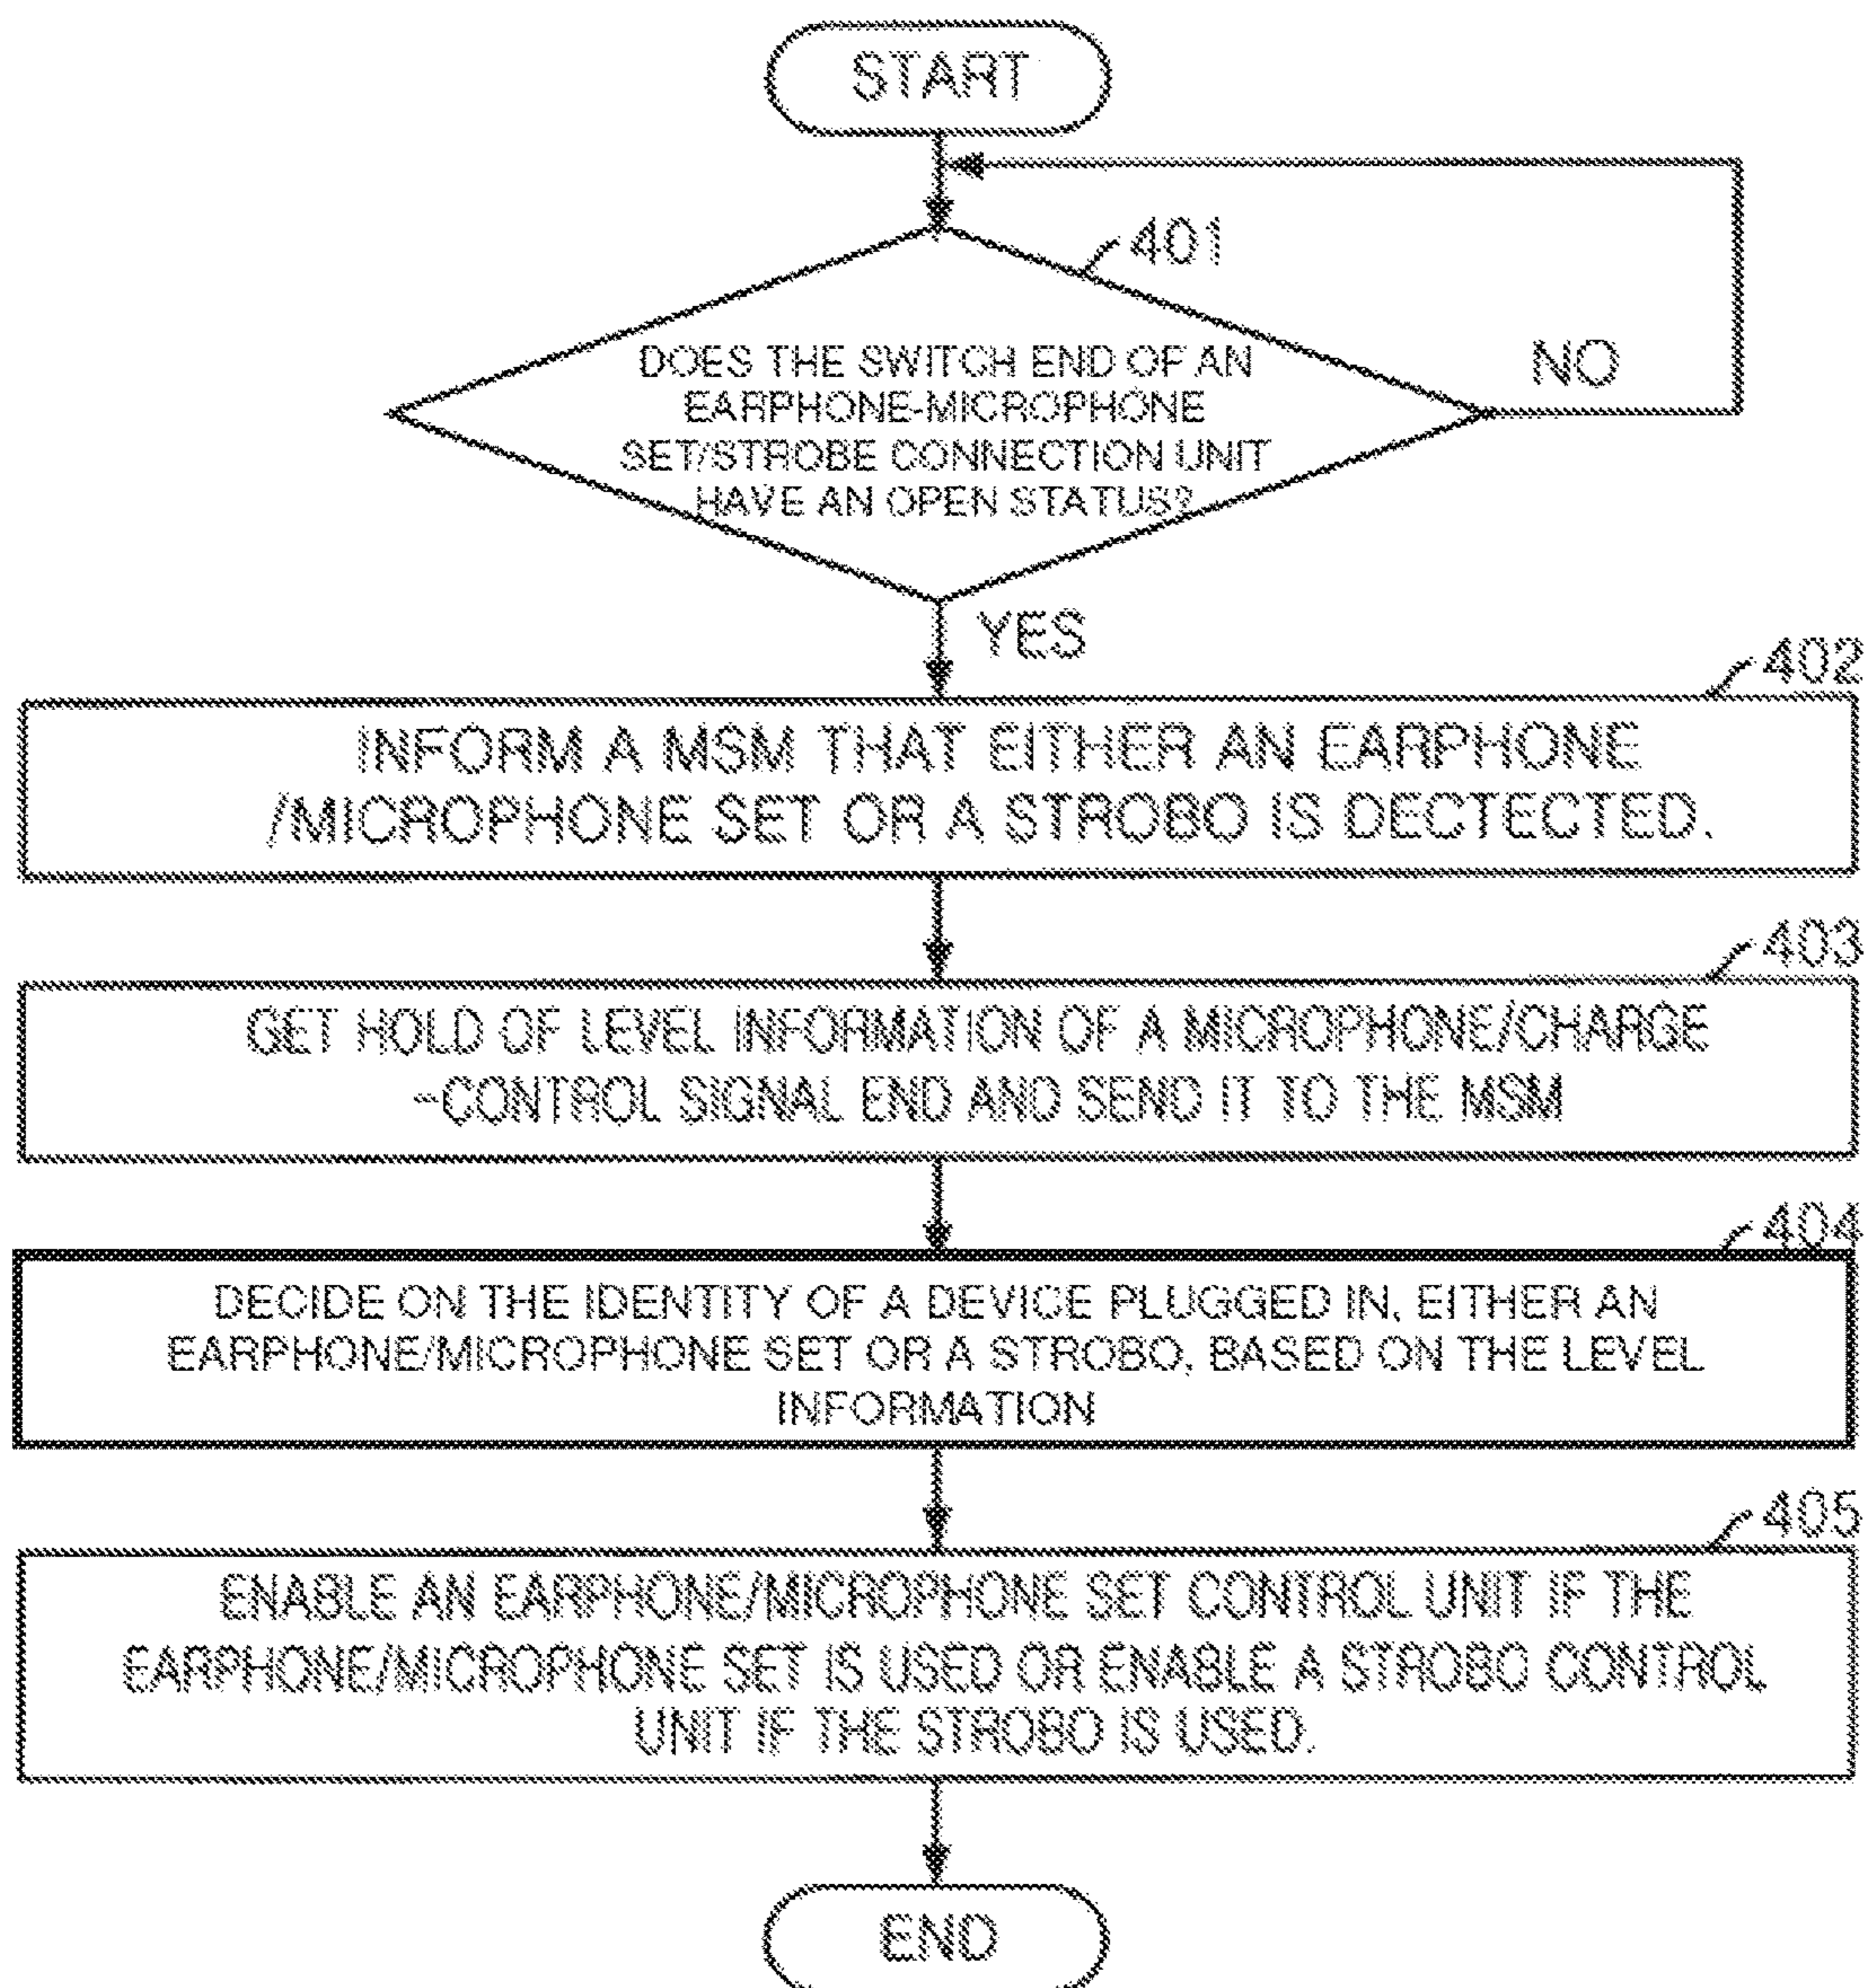 START
401
DOES THE SWITCH END OF AN
EARPHONE-MICROPHONE
SET/STROBE CONNECTION UNIT
HAVE AN OPEN STATUS?
NO
YES
402
INFORM A MSM THAT EITHER AN EARPHONE
/MICROPHONE SET OR A STROBO IS DECTECTED.
403
GET HOLD OF LEVEL INFORMATION OF A MICROPHONE/CHARGE
-CONTROL SIGNAL END AND SEND IT TO THE MSM
404
DECIDE ON THE IDENTITY OF A DEVICE PLUGGED IN, EITHER AN
EARPHONE/MICROPHONE SET OR A STROBO, BASED ON THE LEVEL
INFORMATION
405
ENABLE AN EARPHONE/MICROPHONE SET CONTROL UNIT IF THE
EARPHONE/MICROPHONE SET IS USED OR ENABLE A STROBO CONTROL
UNIT IF THE STROBO IS USED.
END